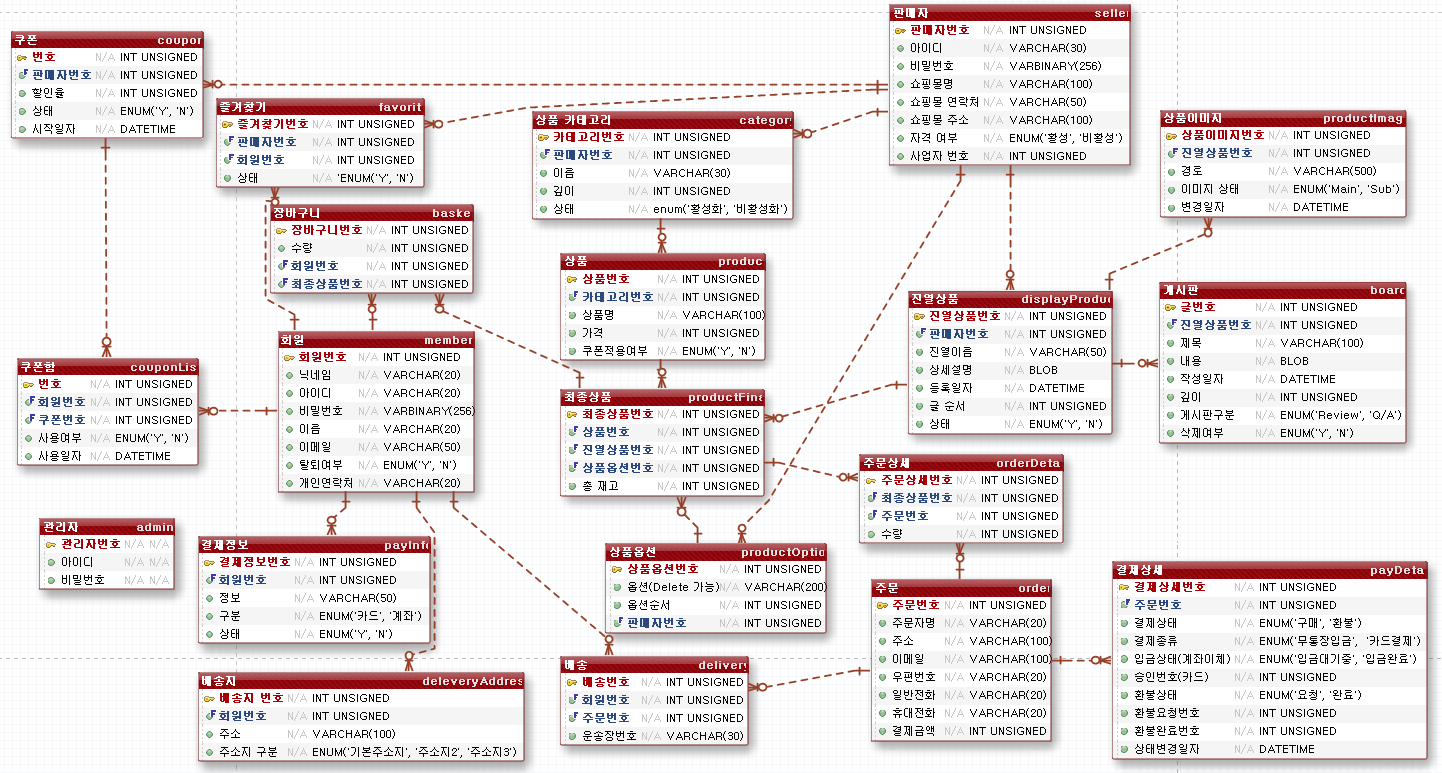 쿠폰 coupor
번호 N/A INT UNSIGNED
판매자번호 N/A INT UNSIGNED
할인율 N/A INT UNSIGNED
상태 N/A ENUM('Y', 'N')
시작일자 N/A DATETIME
즐겨찾기 favorit
즐겨찾기번호 N/A INT UNSIGNED
판매자번호 N/A INT UNSIGNED
회원번호 N/A INT UNSIGNED
상태 N/A 'ENUM('Y', 'N')
상품 카테고리 categor
카테고리번호 N/A INT UNSIGNED
판매자번호 N/A INT UNSIGNED
이름 N/A VARCHAR(30)
깊이 N/A INT UNSIGNED
상태 N/A enum('활성화', '비활성화')
판매자 selle
판매자번호 N/A INT UNSIGNED
아이디 N/A VARCHAR(30)
비밀번호 N/A VARBINARY(256)
쇼핑몰명 N/A VARCHAR(100)
쇼핑몰 연락처 N/A VARCHAR(50)
쇼핑몰 주소 N/A VARCHAR(100)
자격 여부 N/A ENUM('활성', '비활성')
사업자 번호 N/A INT UNSIGNED
상품이미지 productImag
상품이미지번호 N/A INT UNSIGNED
진열상품번호 N/A INT UNSIGNED
경로 N/A VARCHAR(500)
이미지 상태 N/A ENUM('Main', 'Sub')
변경일자 N/A DATETIME
장바구니 baske
장바구니번호 N/A INT UNSIGNED
수량 N/A INT UNSIGNED
회원번호 N/A INT UNSIGNED
최종상품번호 N/A INT UNSIGNED
상품 produc
상품번호 N/A INT UNSIGNED
카테고리번호 N/A INT UNSIGNED
상품명 N/A VARCHAR(100)
가격 N/A INT UNSIGNED
쿠폰적용여부 N/A ENUM('Y', 'N')
진열상품 displayProduc
진열상품번호 N/A INT UNSIGNED
판매자번호 N/A INT UNSIGNED
진열이름 N/A VARCHAR(50)
상세설명 N/A BLOB
등록일자 N/A DATETIME
글 순서 N/A INT UNSIGNED
상태 N/A ENUM('Y', 'N')
게시판 boarc
글번호 N/A INT UNSIGNED
진열상품번호 N/A INT UNSIGNED
제목 N/A VARCHAR(100)
내용 N/A BLOB
작성일자 N/A DATETIME
깊이 N/A INT UNSIGNED
게시판구분 N/A ENUM('Review', 'Q/A')
삭제여부 N/A ENUM('Y', 'N')
쿠폰함 couponLis
번호 N/A INT UNSIGNED
회원번호 N/A INT UNSIGNED
쿠폰번호 N/A INT UNSIGNED
사용여부 N/A ENUM('Y', 'N')
사용일자 N/A DATETIME
회원 member
회원번호 N/A INT UNSIGNED
닉네임 N/A VARCHAR(20)
아이디 N/A VARCHAR(20)
비밀번호 N/A VARBINARY(256)
이름 N/A VARCHAR(20)
이메일 N/A VARCHAR(50)
탈퇴여부 N/A ENUM('Y', 'N')
개인연락처 N/A VARCHAR(20)
최종상품 productFina
최종상품번호 N/A INT UNSIGNED
상품번호 N/A INT UNSIGNED
진열상품번호 N/A INT UNSIGNED
상품옵션번호 N/A INT UNSIGNED
총 재고 N/A INT UNSIGNED
주문상세 orderDeta
주문상세번호 N/A INT UNSIGNED
최종상품번호 N/A INT UNSIGNED
주문번호 N/A INT UNSIGNED
수량 N/A INT UNSIGNED
관리자 admin
관리자번호 N/A N/A
아이디 N/A N/A
비밀번호 N/A N/A
결제정보 payInfo
결제정보번호 N/A INT UNSIGNED
회원번호 N/A INT UNSIGNED
정보 N/A VARCHAR(50)
구분 N/A ENUM('카드', '계좌')
상태 N/A ENUM('Y', 'N')
상품옵션 productOptio
상품옵션번호 N/A INT UNSIGNED
옵션(Delete 가능) N/A VARCHAR(200)
옵션순서 N/A INT UNSIGNED
판매자번호 N/A INT UNSIGNED
주문 order
주문번호 N/A INT UNSIGNED
주문자명 N/A VARCHAR(20)
주소 N/A VARCHAR(100)
이메일 N/A VARCHAR(100)
우편번호 N/A VARCHAR(20)
일반전화 N/A VARCHAR(20)
휴대전화 N/A VARCHAR(20)
결제금액 N/A INT UNSIGNED
결제상세 payDeta
결제상세번호 N/A INT UNSIGNED
주문번호 N/A INT UNSIGNED
결제상태 N/A ENUM('구매', '환불')
결제종류 N/A ENUM('무통장입금', '카드결제')
입금상태(계좌이체) N/A ENUM('입금대기중', '입금완료')
승인번호(카드) N/A INT UNSIGNED
환불상태 N/A ENUM('요청', '완료')
환불요청번호 N/A INT UNSIGNED
환불완료번호 N/A INT UNSIGNED
상태변경일자 N/A DATETIME
배송지 deleveryAddres
배송지 번호 N/A INT UNSIGNED
회원번호 N/A INT UNSIGNED
주소 N/A VARCHAR(100)
주소지 구분 N/A ENUM('기본주소지', '주소지2', '주소지3')
배송 delivery
배송번호 N/A INT UNSIGNED
회원번호 N/A INT UNSIGNED
주문번호 N/A INT UNSIGNED
운송장번호 N/A VARCHAR(30)